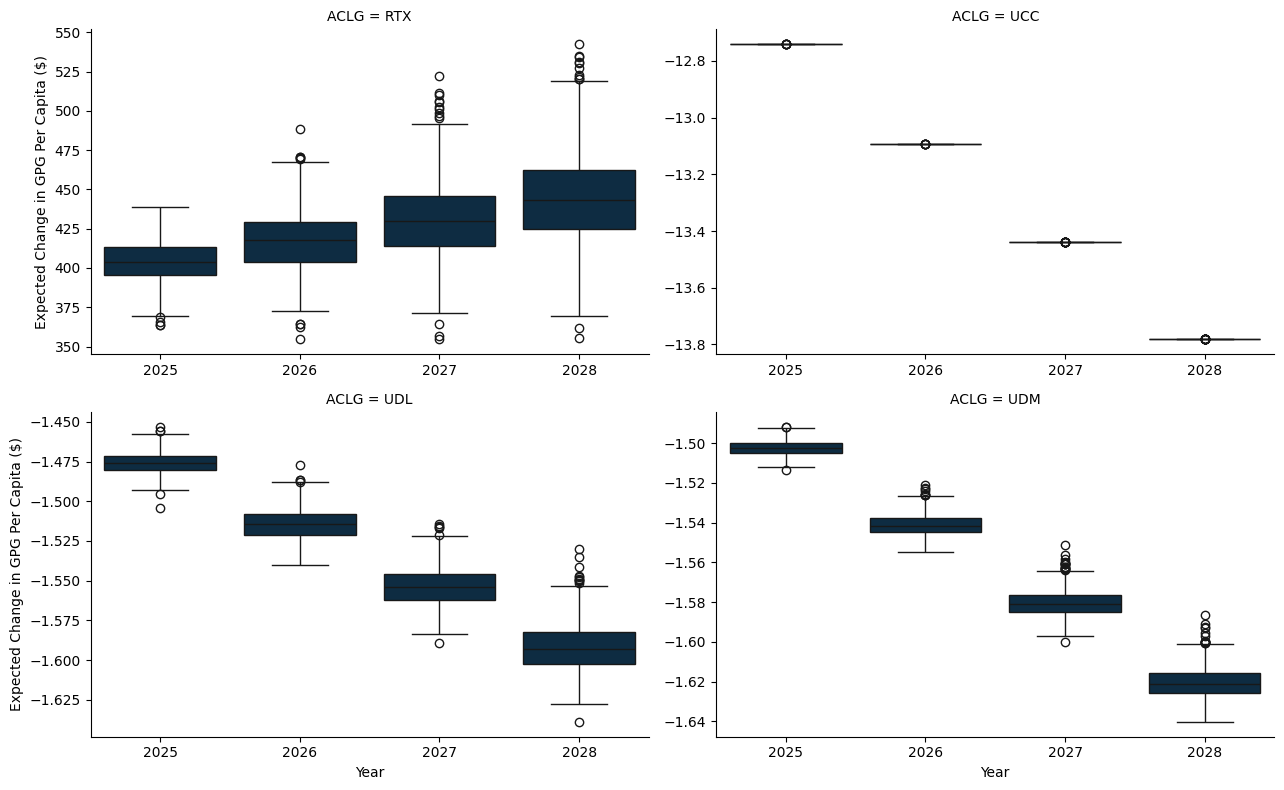 ACLG = RTX
Expected Change in GPG Per Capita ($)
550
525
500
475
450
425
400
375
350
2025 2026 2027 2028
ACLG = UCC
−12.8
−13.0
−13.2
−13.4
−13.6
−13.8
2025 2026 2027 2028
ACLG = UDL
Expected Change in GPG Per Capita ($)
−1.450
−1.475
−1.500
−1.525
−1.550
−1.575
−1.600
−1.625
2025 2026 2027 2028
Year
ACLG = UDM
−1.50
−1.52
−1.54
−1.56
−1.58
−1.60
−1.62
−1.64
2025 2026 2027 2028
Year